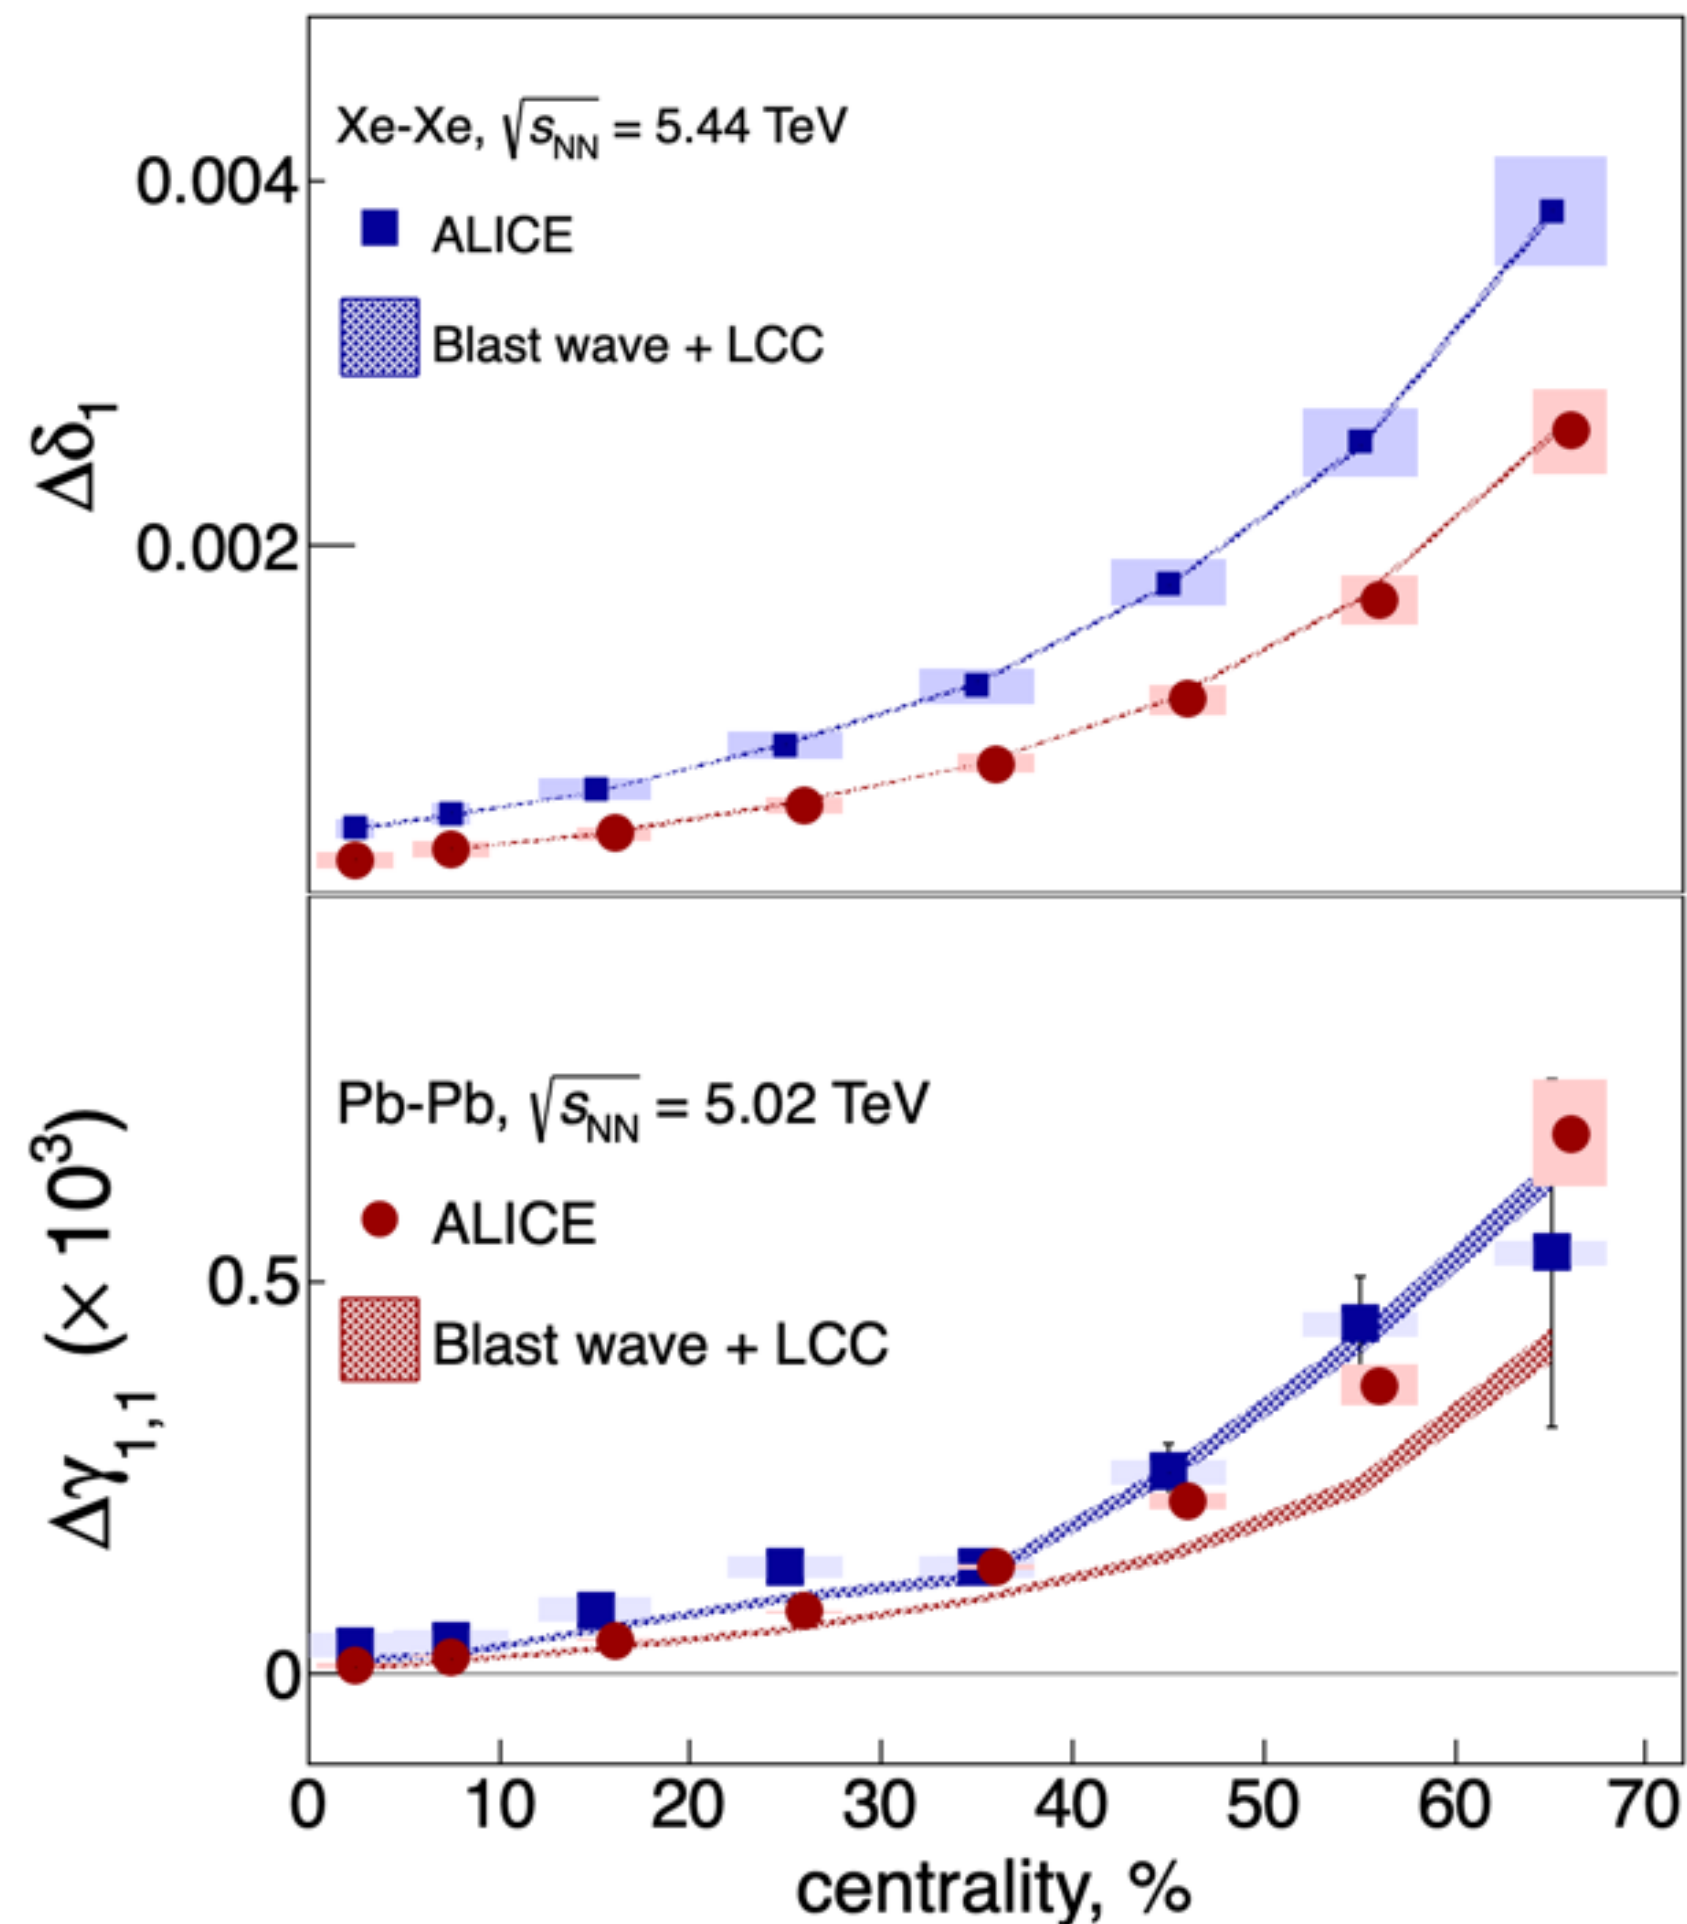 Xe-Xe, √sNN = 5.44 TeV
0.004
ALICE
Blast wave + LCC
Δδ1
0.002
Pb-Pb, √sNN = 5.02 TeV
ALICE
0.5
Blast wave + LCC
Δγ1,1 (× 10³)
0
0 10 20 30 40 50 60 70
centrality, %